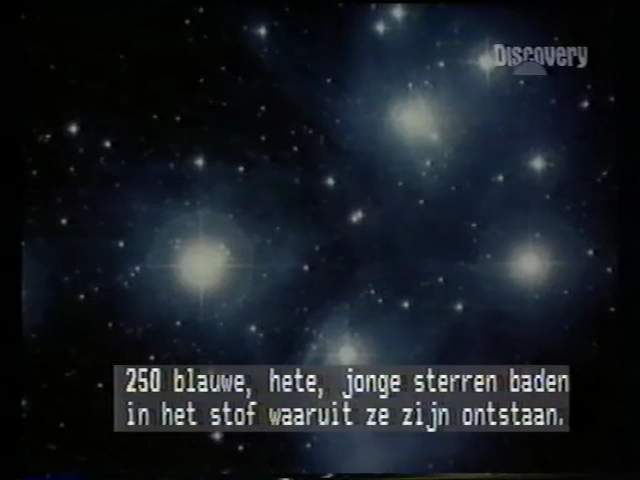 Discovery
250 blauwe, hete, jonge sterren baden
in het stof waaruit ze zijn ontstaan.